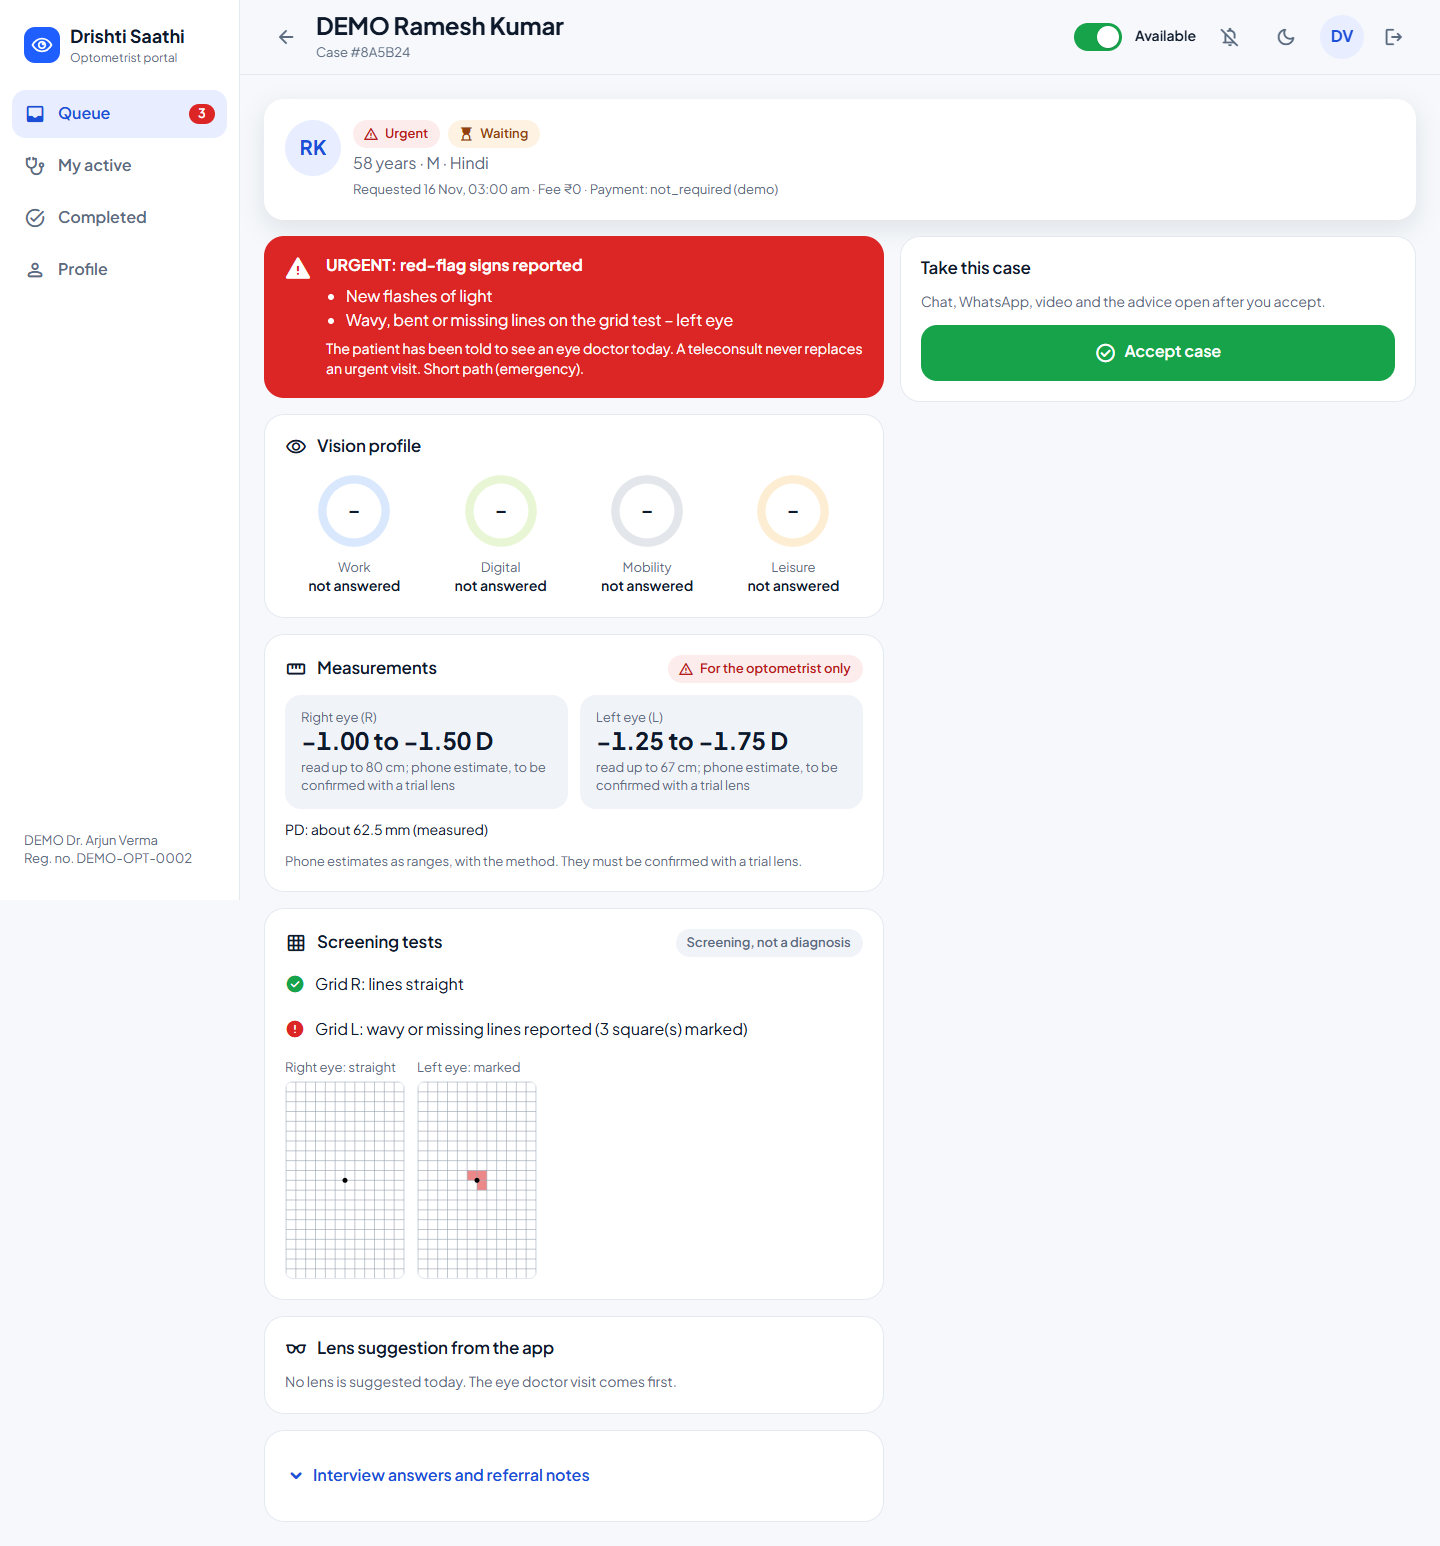 Drishti Saathi
Optometrist portal
Queue
3
My active
Completed
Profile
DEMO Dr. Arjun Verma
Reg. no. DEMO-OPT-0002
DEMO Ramesh Kumar
Case #8A5B24
Available
DV
RK
Urgent
Waiting
58 years · M · Hindi
Requested 16 Nov, 03:00 am · Fee ₹0 · Payment: not_required (demo)
URGENT: red-flag signs reported
• New flashes of light
• Wavy, bent or missing lines on the grid test – left eye
The patient has been told to see an eye doctor today. A teleconsult never replaces
an urgent visit. Short path (emergency).
Take this case
Chat, WhatsApp, video and the advice open after you accept.
Accept case
Vision profile
– – – –
Work Digital Mobility Leisure
not answered not answered not answered not answered
Measurements
For the optometrist only
Right eye (R)
−1.00 to −1.50 D
read up to 80 cm; phone estimate, to be
confirmed with a trial lens
Left eye (L)
−1.25 to −1.75 D
read up to 67 cm; phone estimate, to be
confirmed with a trial lens
PD: about 62.5 mm (measured)
Phone estimates as ranges, with the method. They must be confirmed with a trial lens.
Screening tests
Screening, not a diagnosis
Grid R: lines straight
Grid L: wavy or missing lines reported (3 square(s) marked)
Right eye: straight
Left eye: marked
Lens suggestion from the app
No lens is suggested today. The eye doctor visit comes first.
Interview answers and referral notes